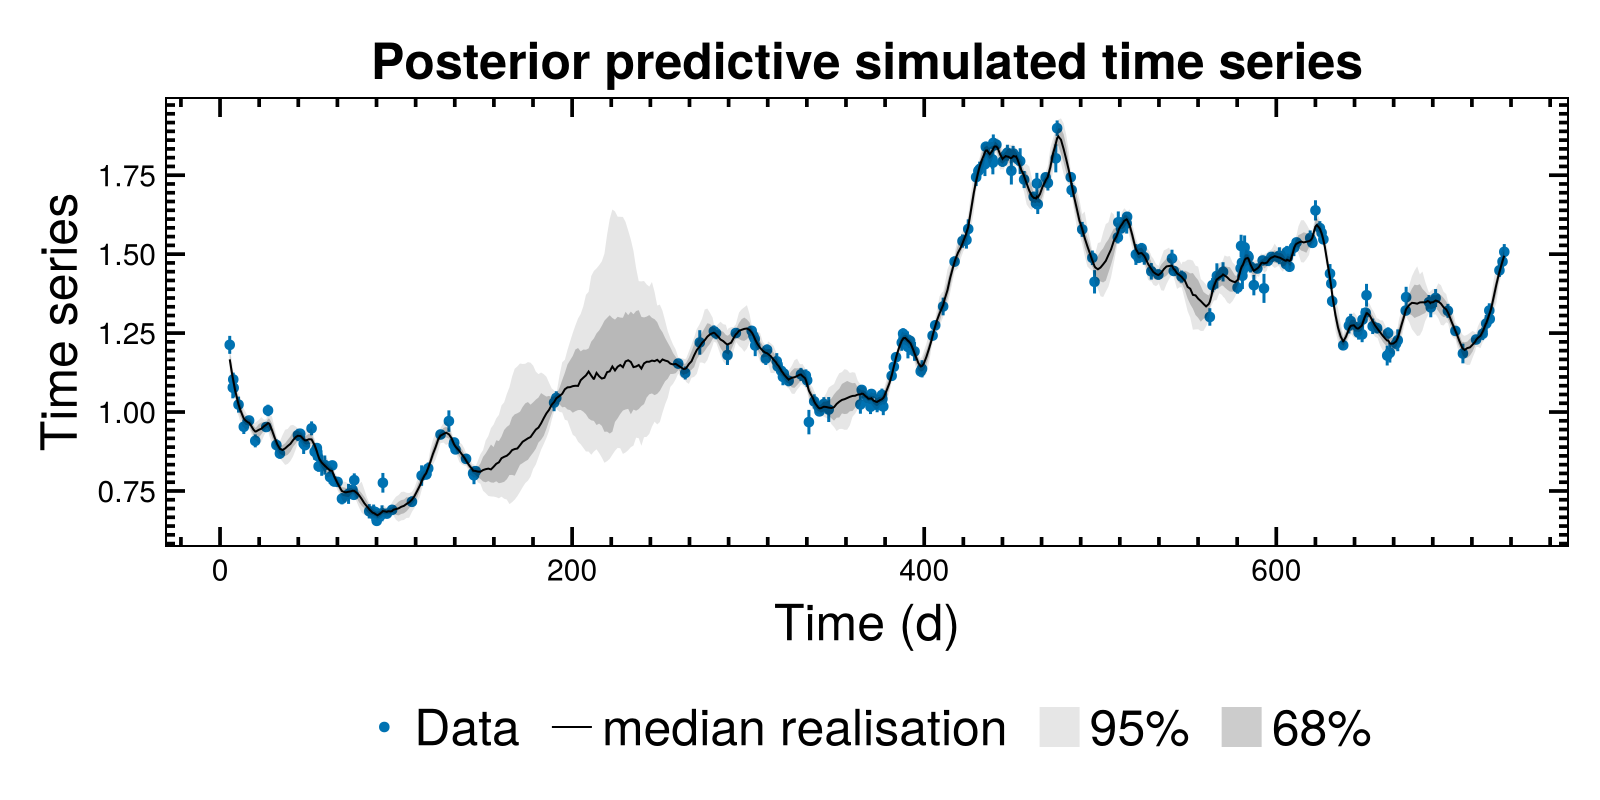 Posterior predictive simulated time series
Time series
1.75
1.50
1.25
1.00
0.75
0 200 400 600
Time (d)
Data median realisation 95% 68%